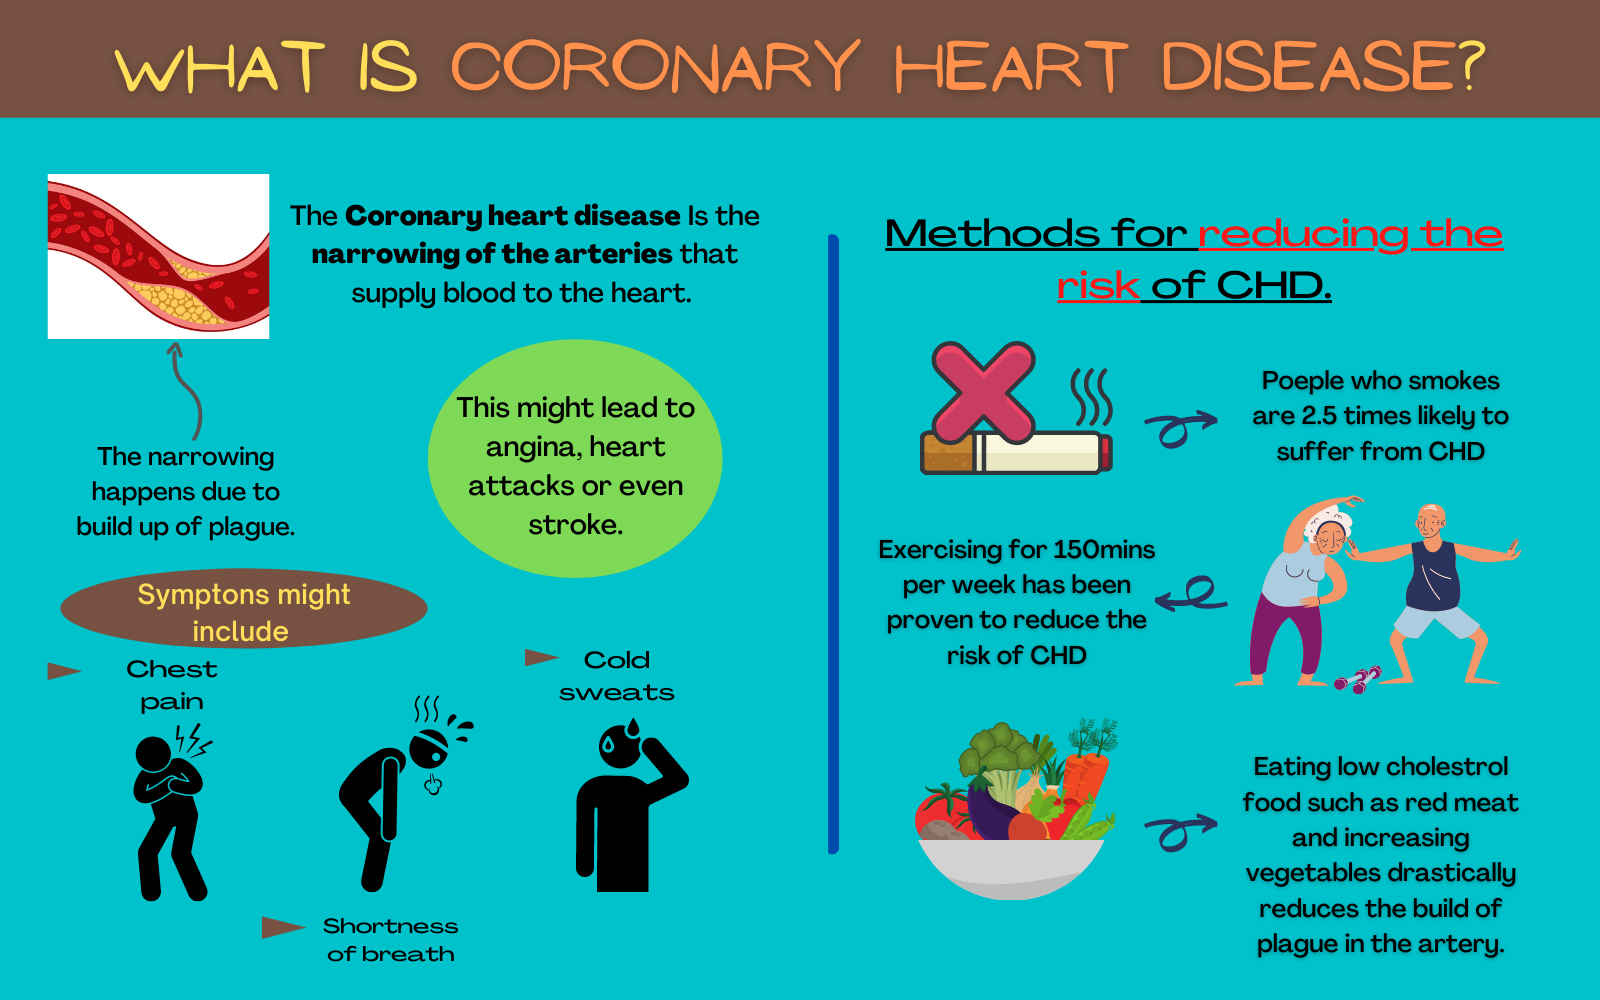 WHAT IS CORONARY HEART DISEASE?
The Coronary heart disease Is the
narrowing of the arteries that
supply blood to the heart.
The narrowing
happens due to
build up of plague.
This might lead to
angina, heart
attacks or even
stroke.
Symptons might
include
Chest
pain
Shortness
of breath
Cold
sweats
Methods for reducing the
risk of CHD.
Poeple who smokes
are 2.5 times likely to
suffer from CHD
Exercising for 150mins
per week has been
proven to reduce the
risk of CHD
Eating low cholestrol
food such as red meat
and increasing
vegetables drastically
reduces the build of
plague in the artery.